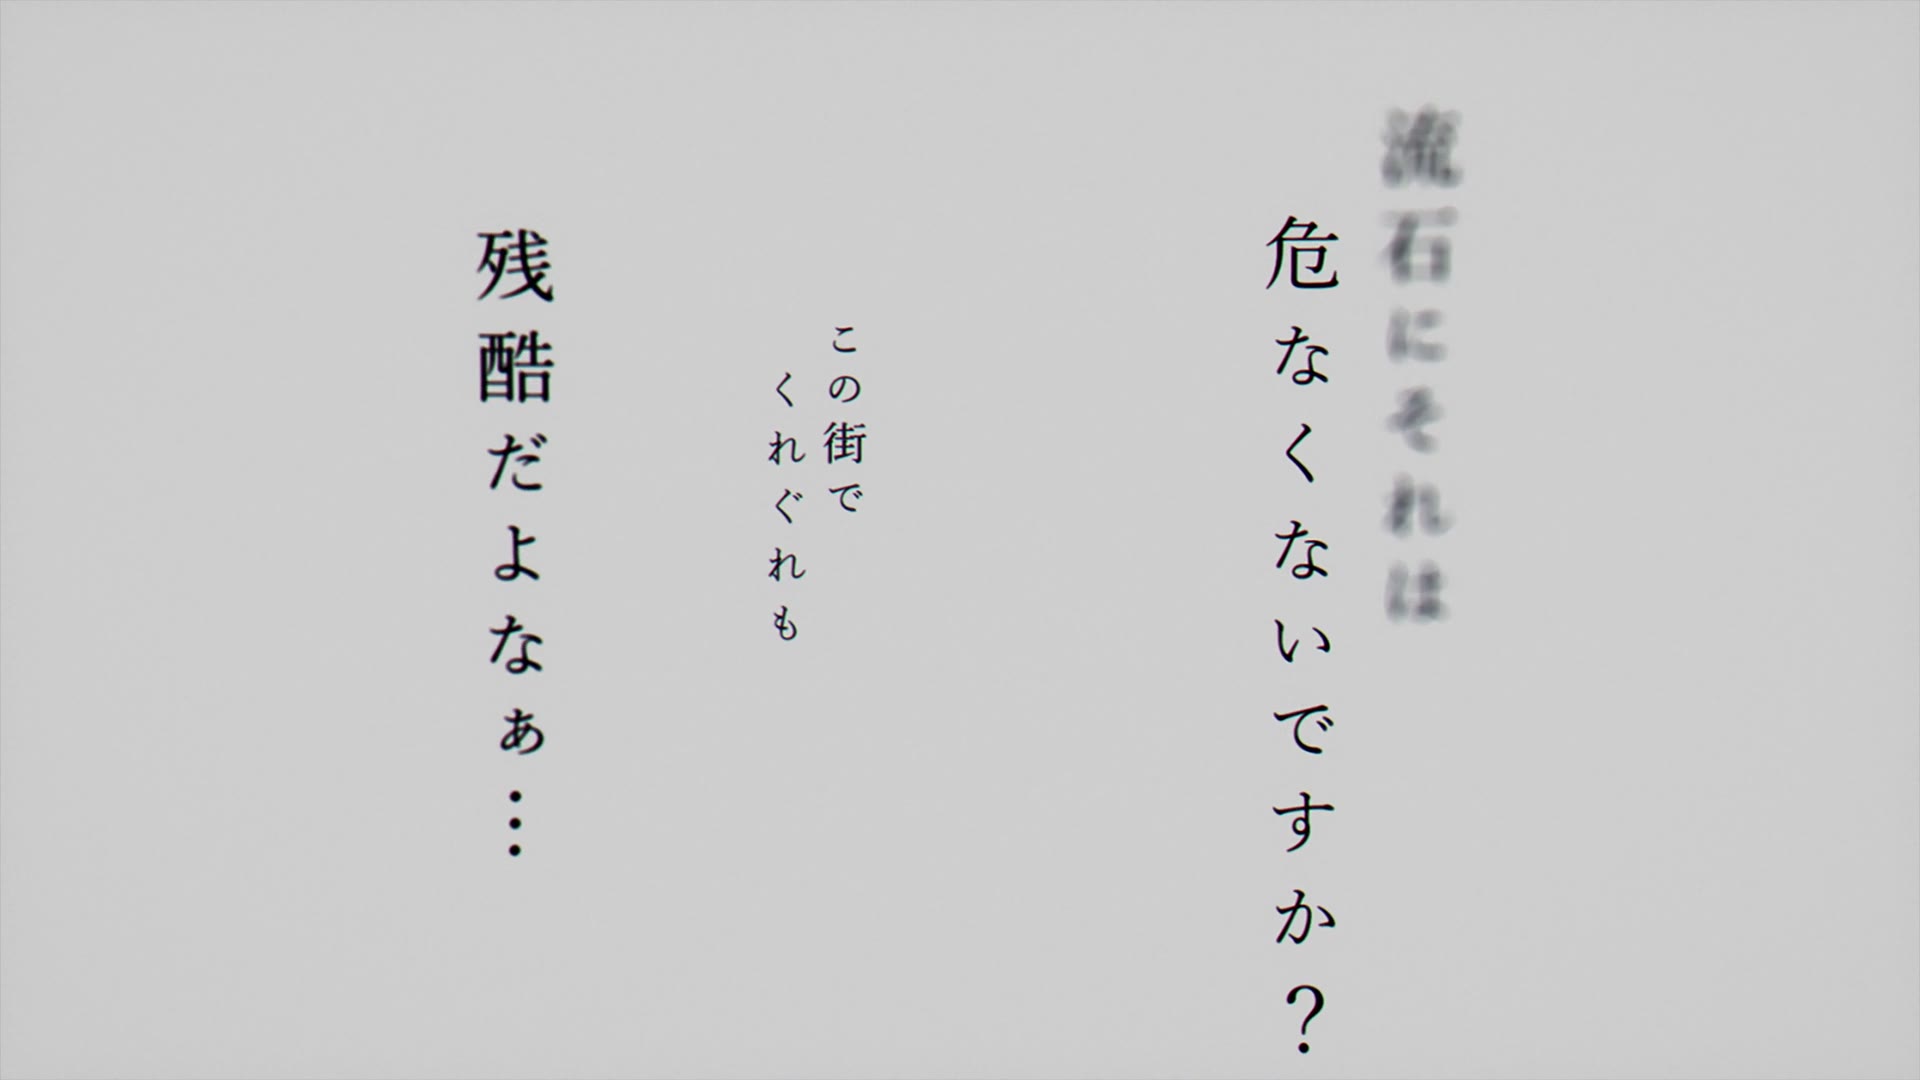 流石にそれは
危なくないですか？
この街で
くれぐれも
残酷だよなぁ…